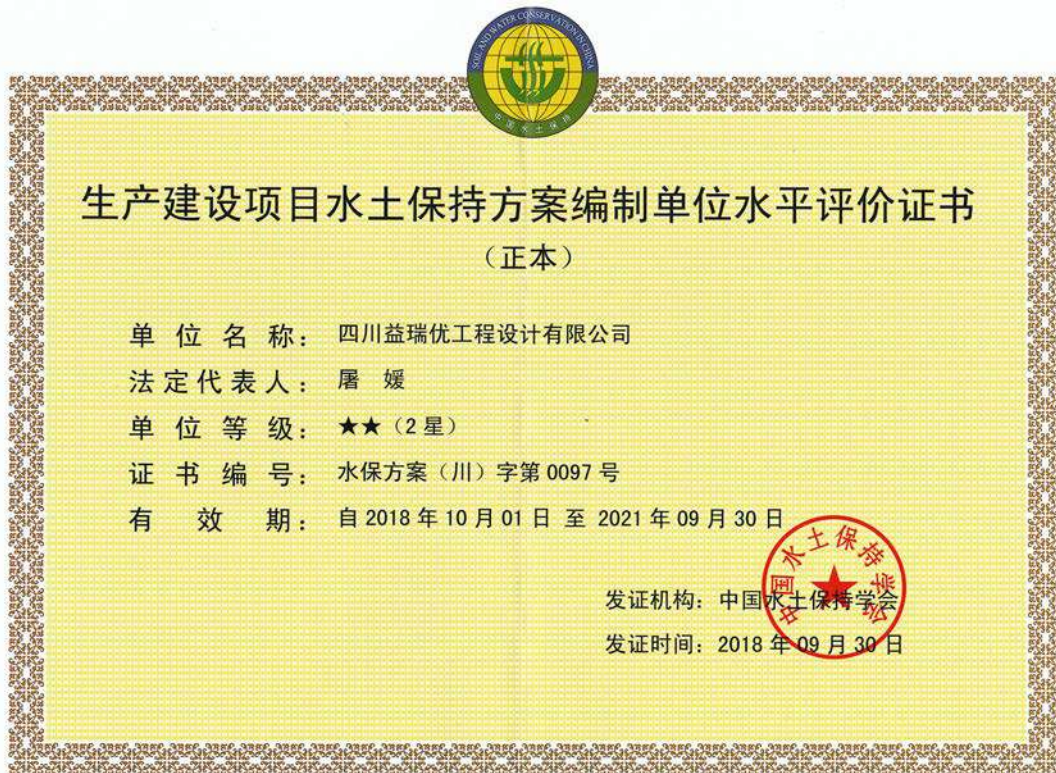 SOIL AND WATER CONSERVATION IN CHINA
中国水土保持
生产建设项目水土保持方案编制单位水平评价证书
（正本）
单位名称： 四川益瑞优工程设计有限公司
法定代表人： 屠 媛
单位等级： ★★（2星）
证书编号： 水保方案（川）字第0097号
有效期： 自2018年10月01日 至 2021年09月30日
中国水土保持学会
发证机构：中国水土保持学会
发证时间：2018年09月30日